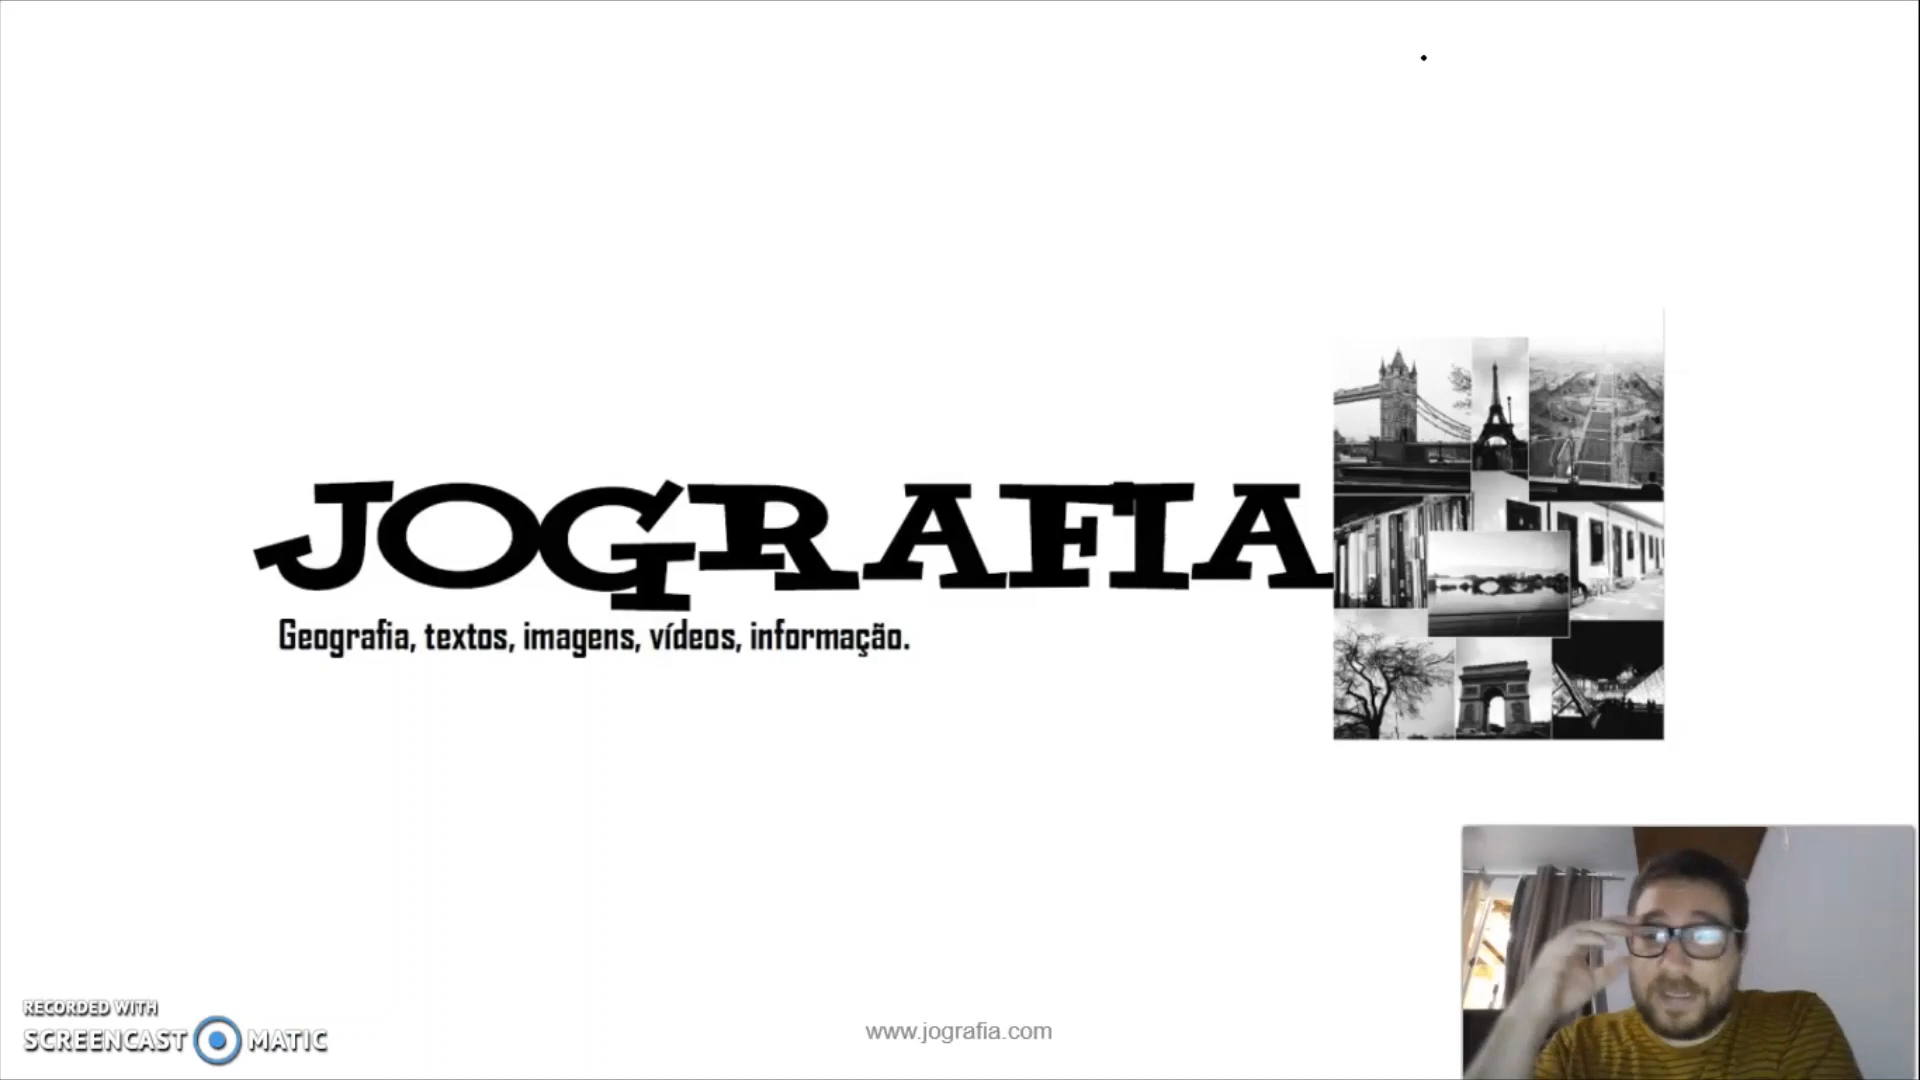 JOGRAFIA
Geografia, textos, imagens, vídeos, informação.
RECORDED WITH
SCREENCAST MATIC
www.jografia.com